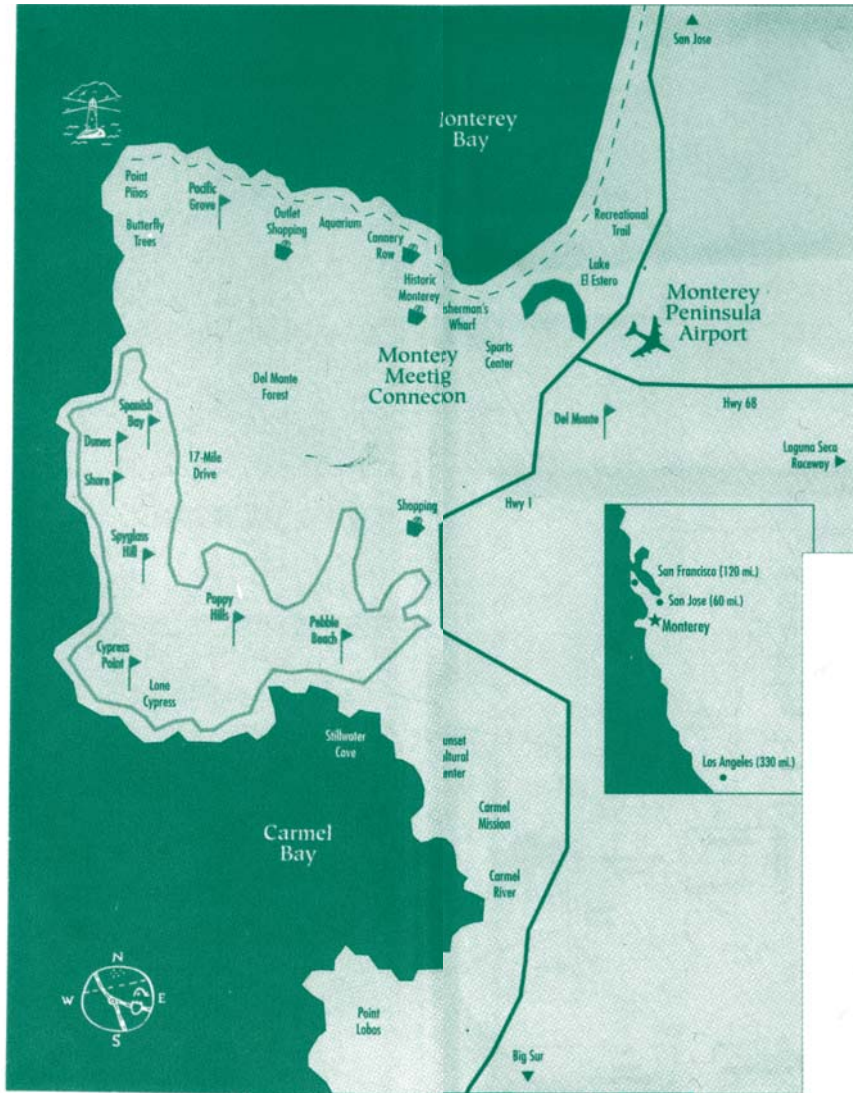 San Jose
Monterey
Bay
Point
Piños
Pacific
Grove
Butterfly
Trees
Outlet
Shopping
Aquarium
Cannery
Row
Recreational
Trail
Historic
Monterey
Lake
El Estero
sherman's
Wharf
Monterey
Peninsula
Airport
Montery
Meetig
Connecon
Sports
Center
Del Monte
Forest
Hwy 68
Spanish
Bay
Del Monte
Dunes
17-Mile
Drive
Laguna Seca
Raceway
Shore
Shopping
Hwy 1
Spyglass
Hill
San Francisco (120 mi.)
San Jose (60 mi.)
Monterey
Poppy
Hills
Pebble
Beach
Cypress
Point
Lone
Cypress
Stillwater
Cove
unset
ltural
enter
Los Angeles (330 mi.)
Carmel
Mission
Carmel
Bay
Carmel
River
N
W E
S
Point
Lobos
Big Sur